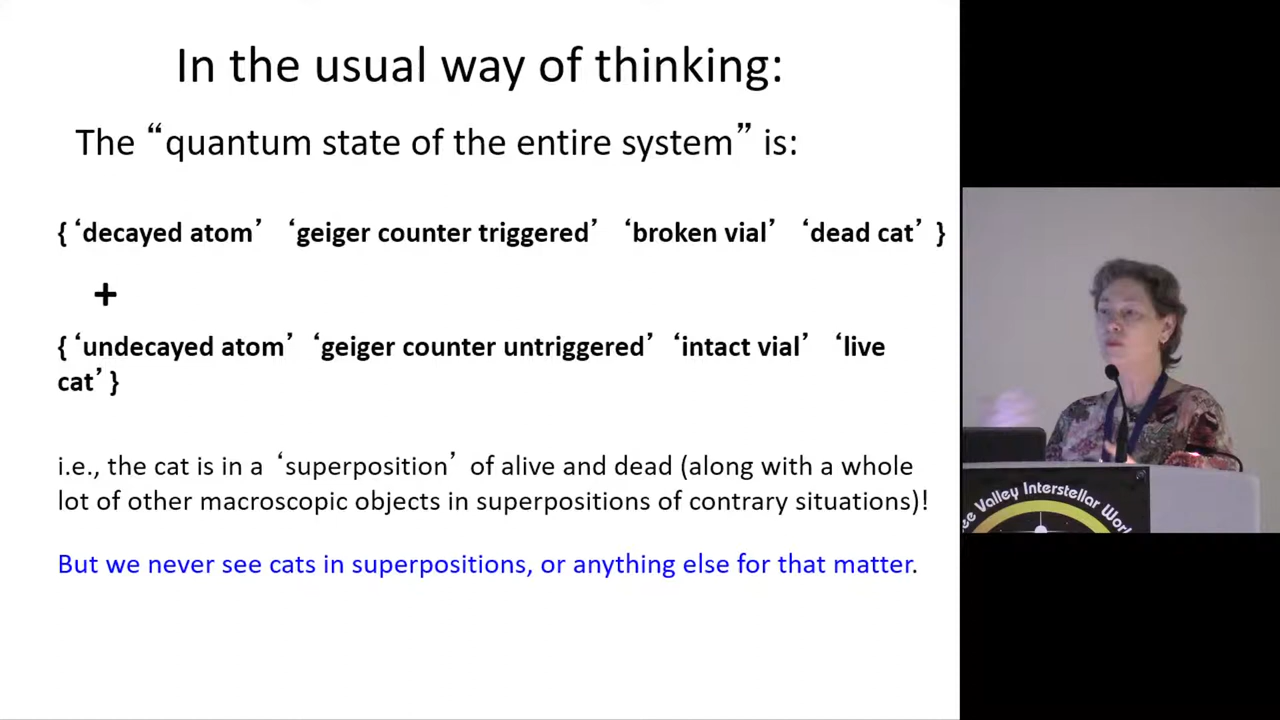 In the usual way of thinking:
The “quantum state of the entire system” is:
{ ‘decayed atom’ ‘geiger counter triggered’ ‘broken vial’ ‘dead cat’ }
+
{ ‘undecayed atom’ ‘geiger counter untriggered’ ‘intact vial’ ‘live
cat’ }
i.e., the cat is in a ‘superposition’ of alive and dead (along with a whole
lot of other macroscopic objects in superpositions of contrary situations)!
But we never see cats in superpositions, or anything else for that matter.
Valley Interstellar